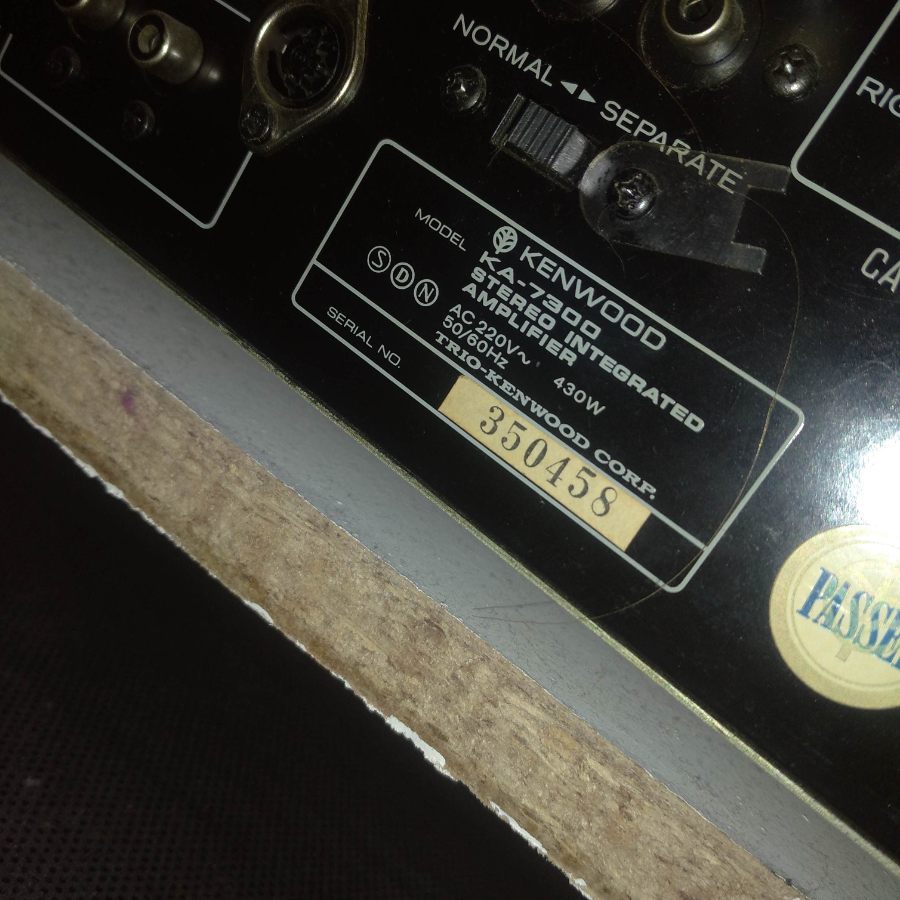 NORMAL ◄► SEPARATE
RIG
CA
KENWOOD
MODEL KA-7300
STEREO INTEGRATED
AMPLIFIER
S D N
AC 220V~ 430W
50/60Hz
TRIO-KENWOOD CORP.
SERIAL NO. 350458
PASSE